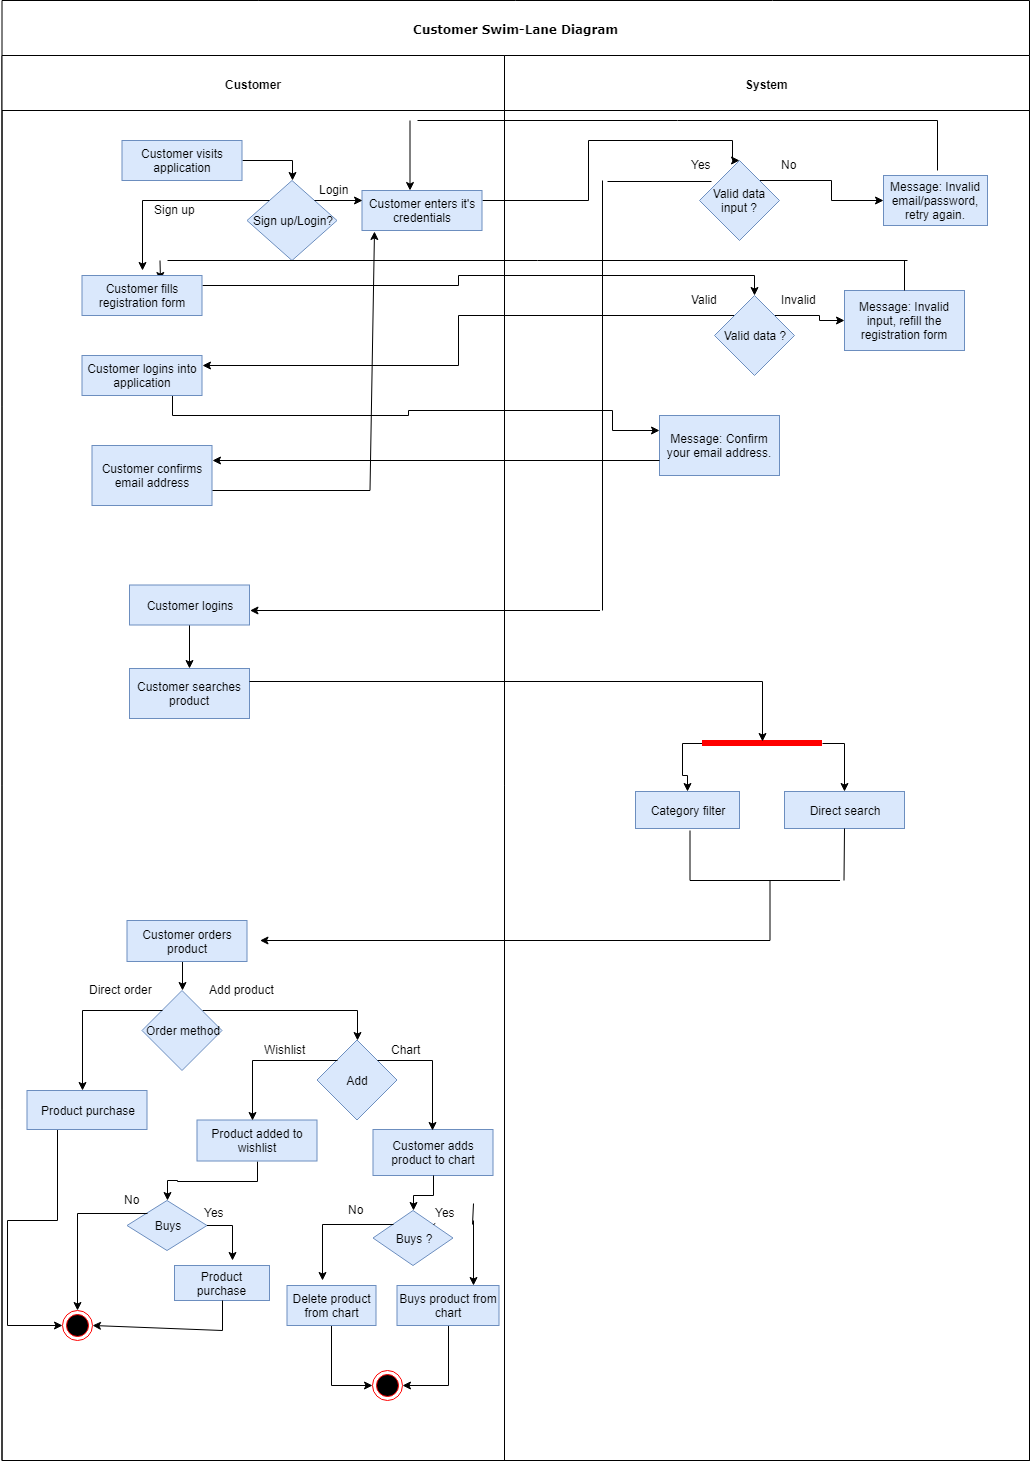 Customer Swim-Lane Diagram
Customer
System
Customer visits
application
Login
Sign up
Sign up/Login?
Customer enters it's
credentials
Yes
No
Valid data
input ?
Message: Invalid
email/password,
retry again.
Customer fills
registration form
Valid
Invalid
Valid data ?
Message: Invalid
input, refill the
registration form
Customer logins into
application
Message: Confirm
your email address.
Customer confirms
email address
Customer logins
Customer searches
product
Category filter
Direct search
Customer orders
product
Direct order
Add product
Order method
Wishlist
Chart
Add
Product purchase
Product added to
wishlist
Customer adds
product to chart
No
Yes
Buys
No
Yes
Buys ?
Product
purchase
Delete product
from chart
Buys product from
chart